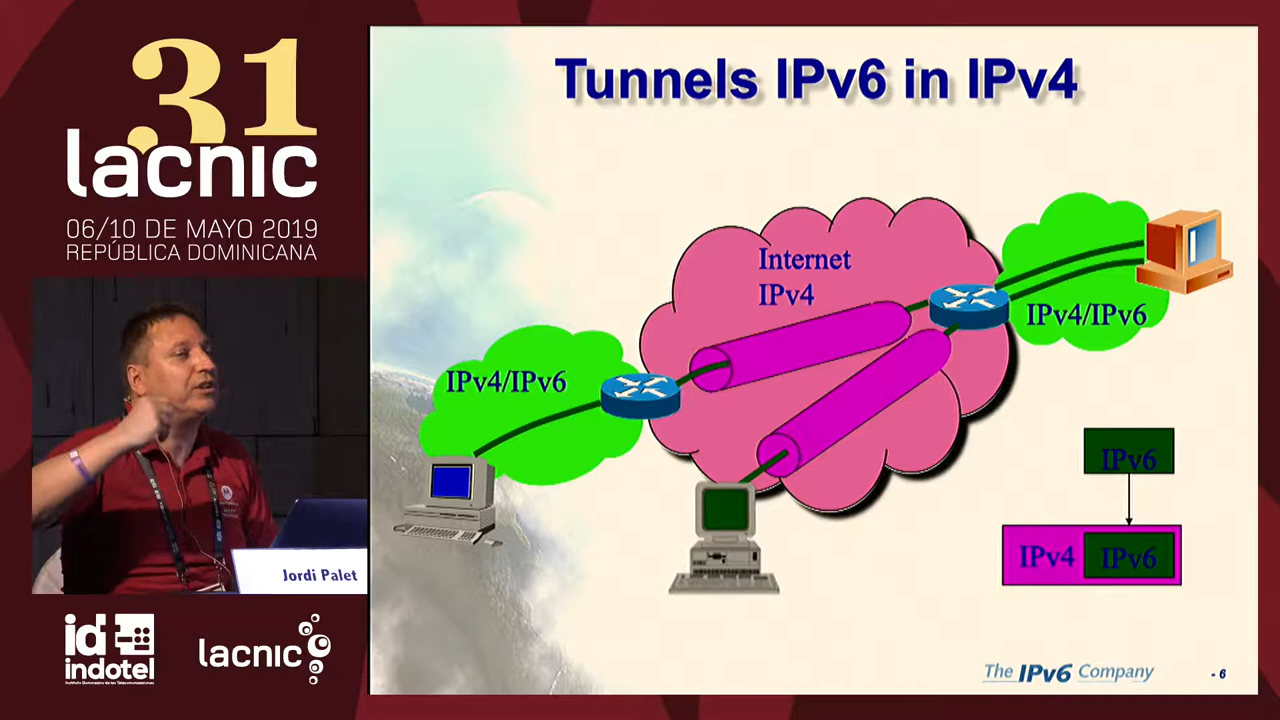 31
lacnic
06/10 DE MAYO 2019
REPÚBLICA DOMINICANA
Jordi Palet
indotel
lacnic
Tunnels IPv6 in IPv4
Internet
IPv4
IPv4/IPv6
IPv4/IPv6
IPv6
IPv4 IPv6
The IPv6 Company
- 6